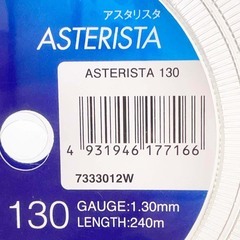 アスタリスタ
ASTERISTA
ASTERISTA 130
4 931946 177166
7333012W
130
GAUGE:1.30mm
LENGTH:240m